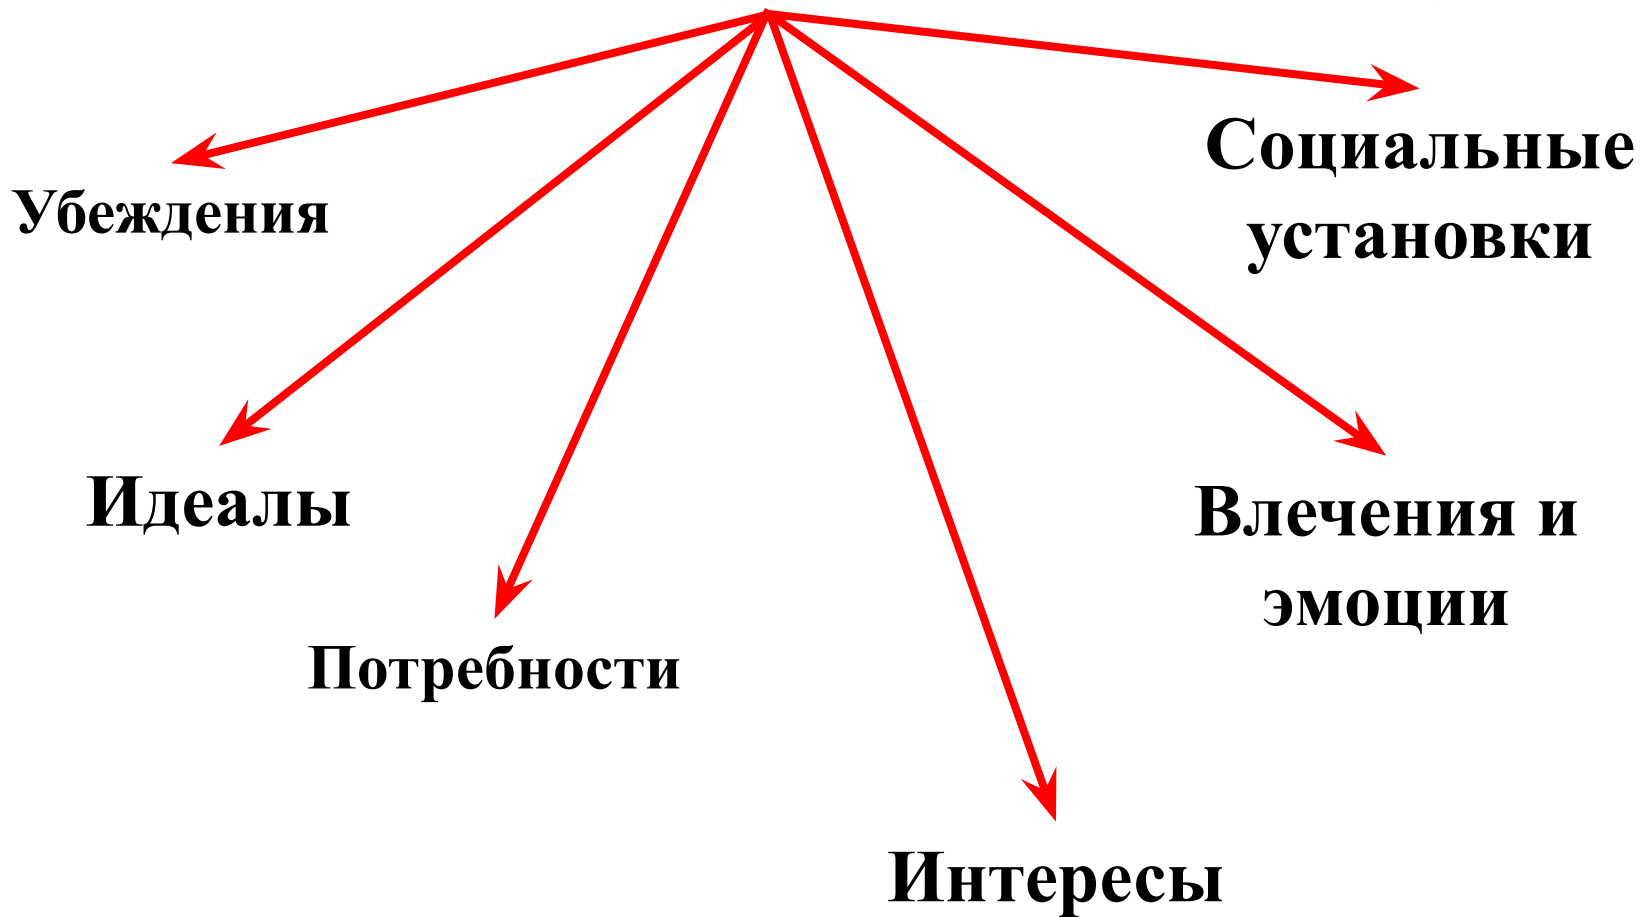 Социальные
установки
Убеждения
Идеалы
Влечения и
эмоции
Потребности
Интересы